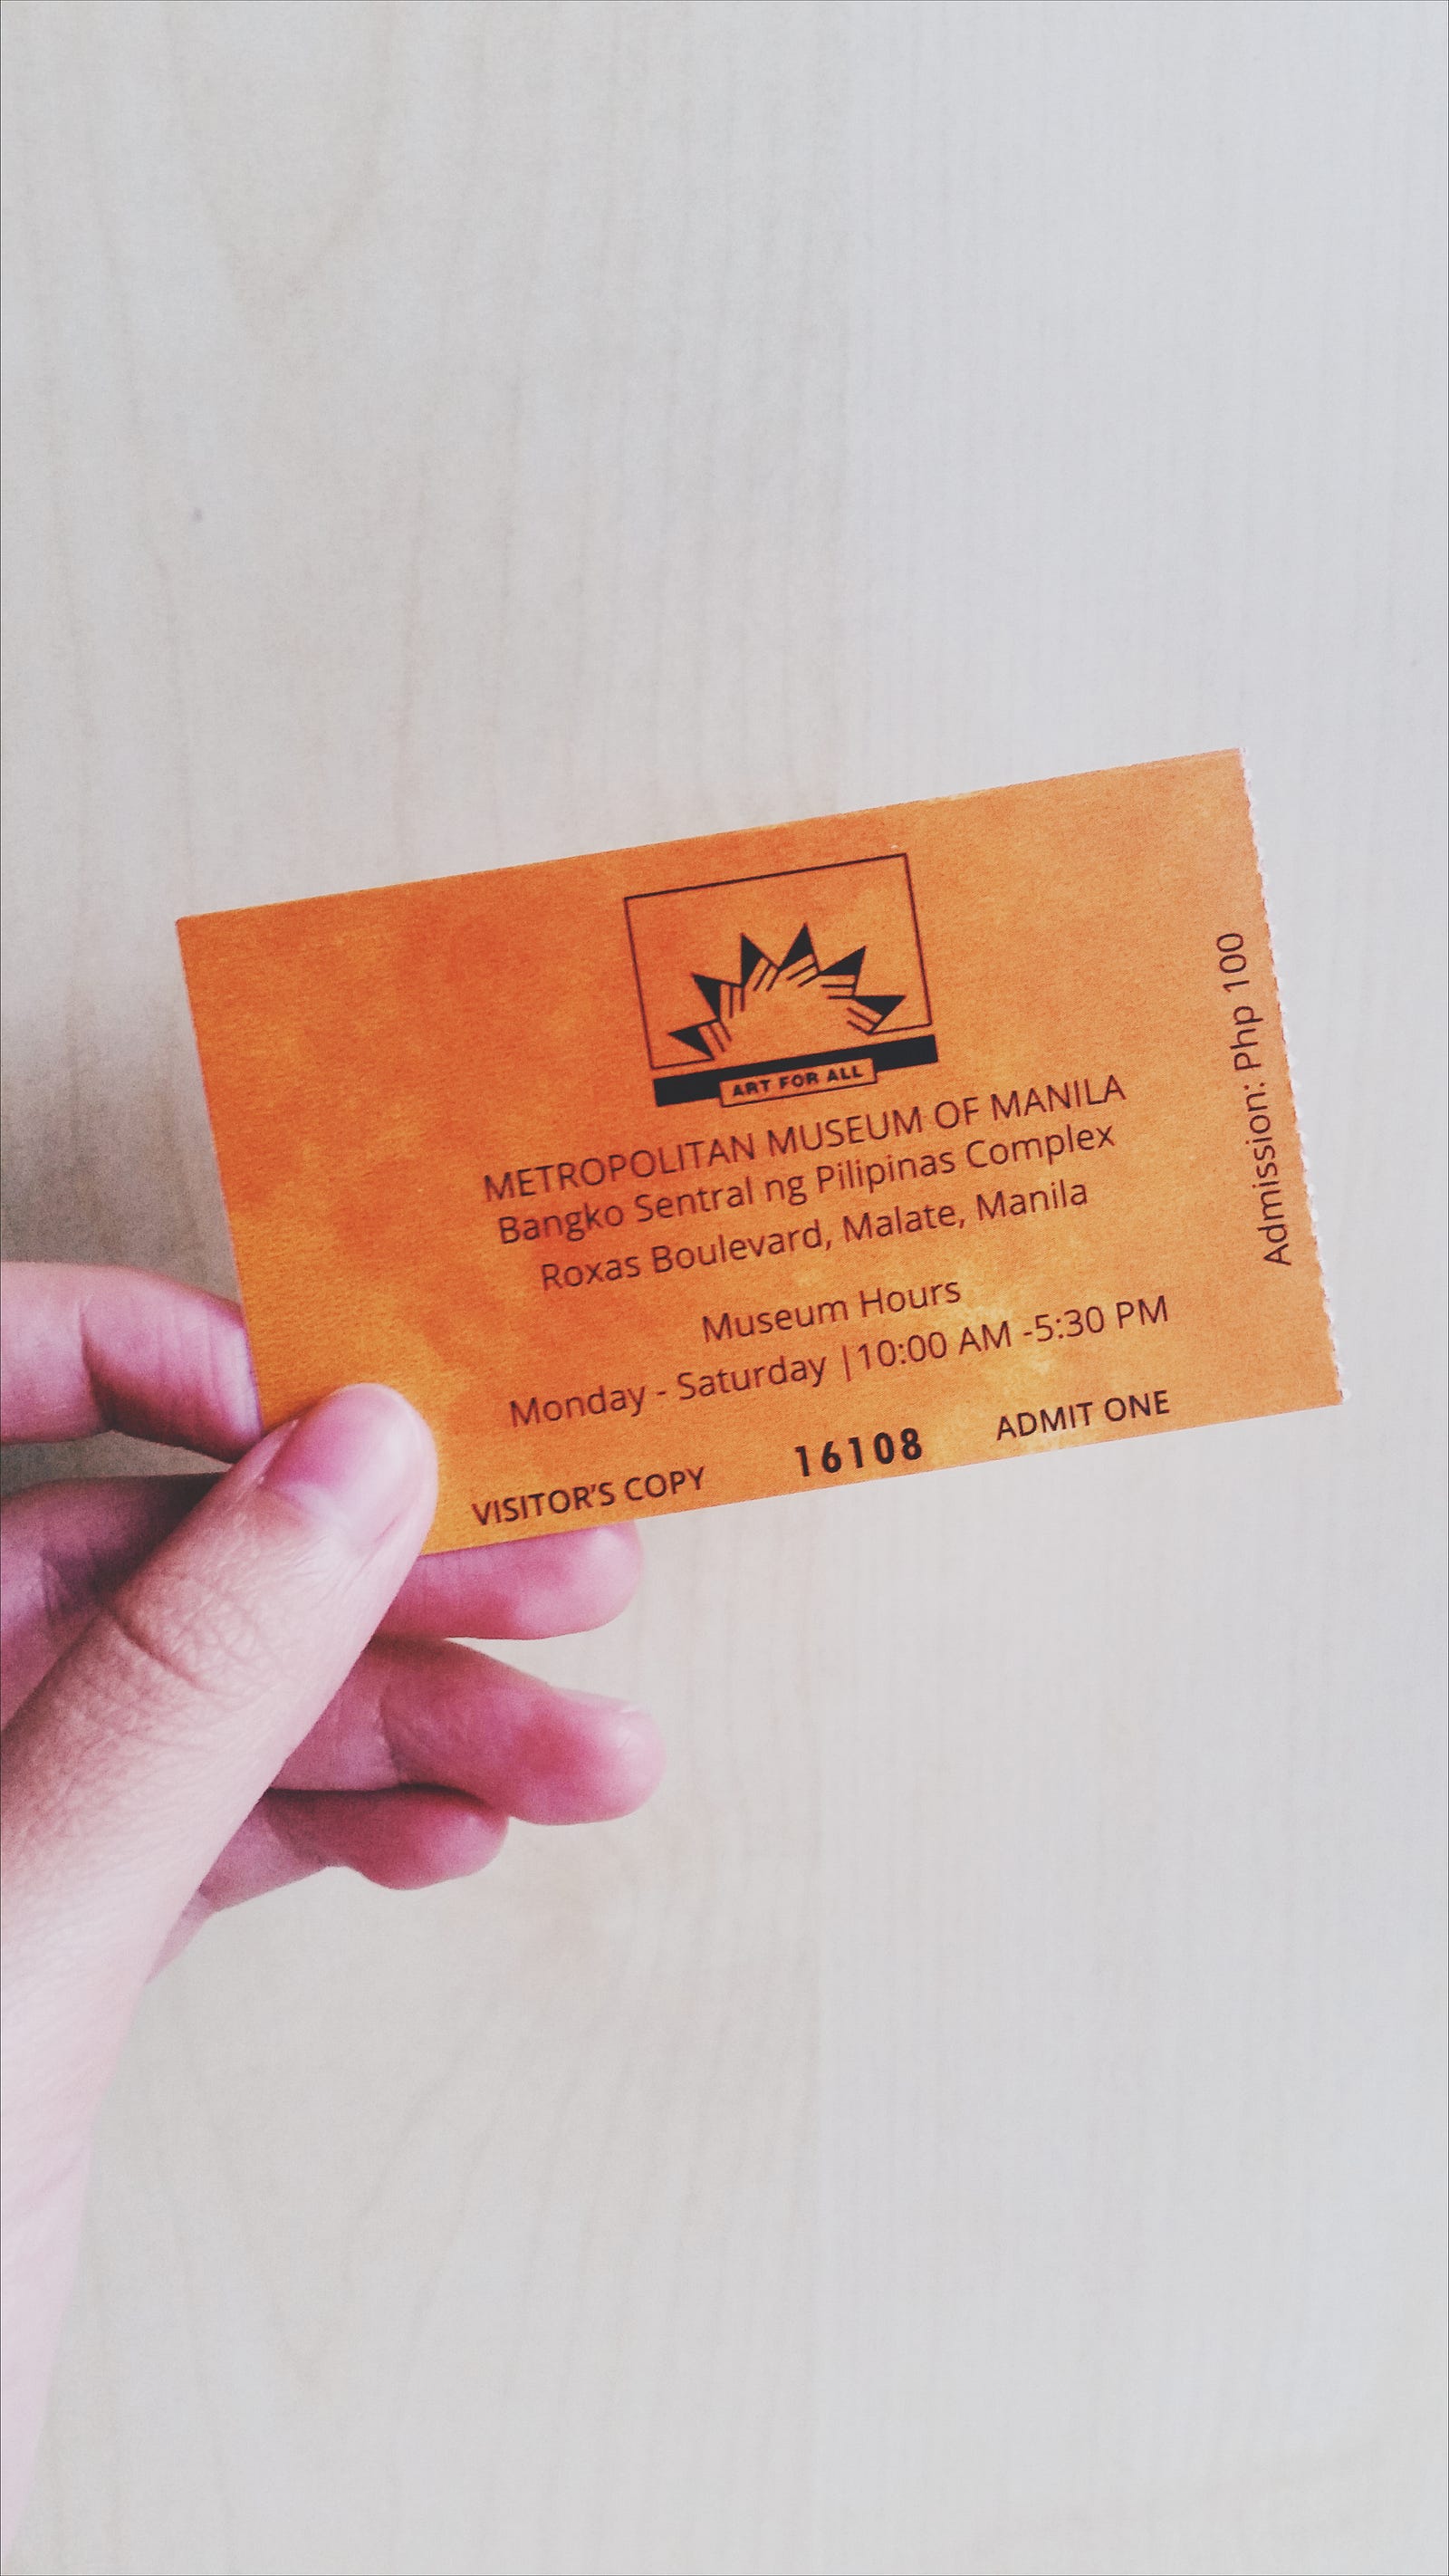 ART FOR ALL
METROPOLITAN MUSEUM OF MANILA
Bangko Sentral ng Pilipinas Complex
Roxas Boulevard, Malate, Manila
Museum Hours
Monday - Saturday |10:00 AM -5:30 PM
VISITOR'S COPY 16108 ADMIT ONE
Admission: Php 100